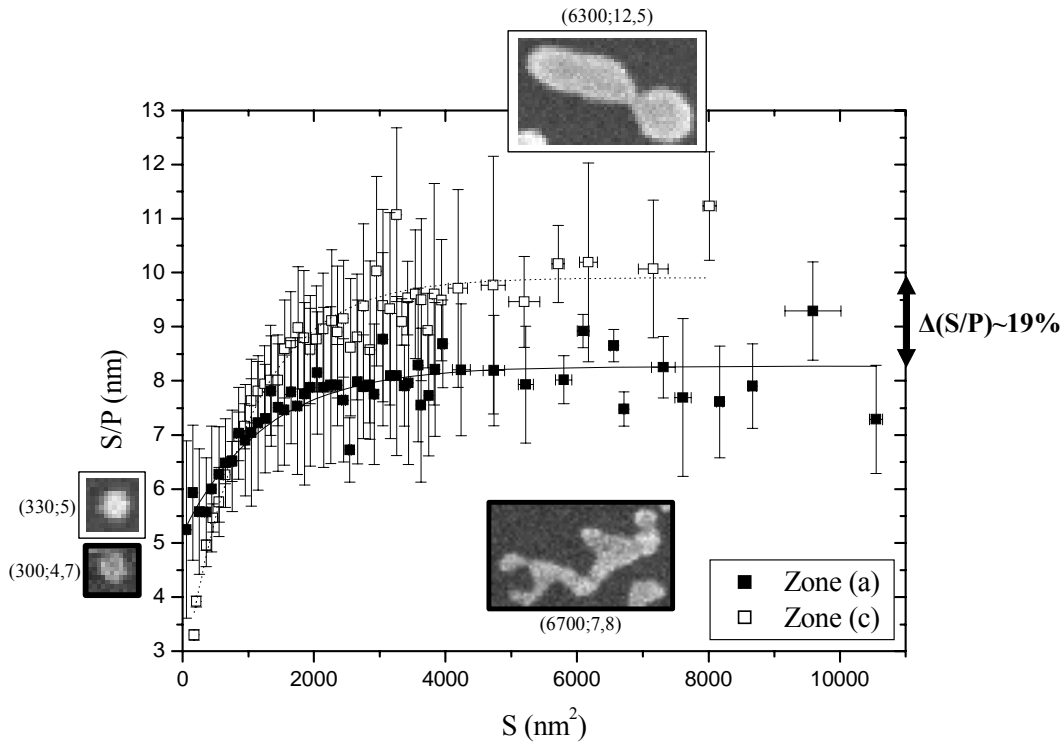 (6300;12,5)
13
12
11
10
9
8
7
6
5
4
3
S/P (nm)
Δ(S/P)~19%
(330;5)
(300;4,7)
(6700;7,8)
Zone (a)
Zone (c)
0 2000 4000 6000 8000 10000
S (nm²)